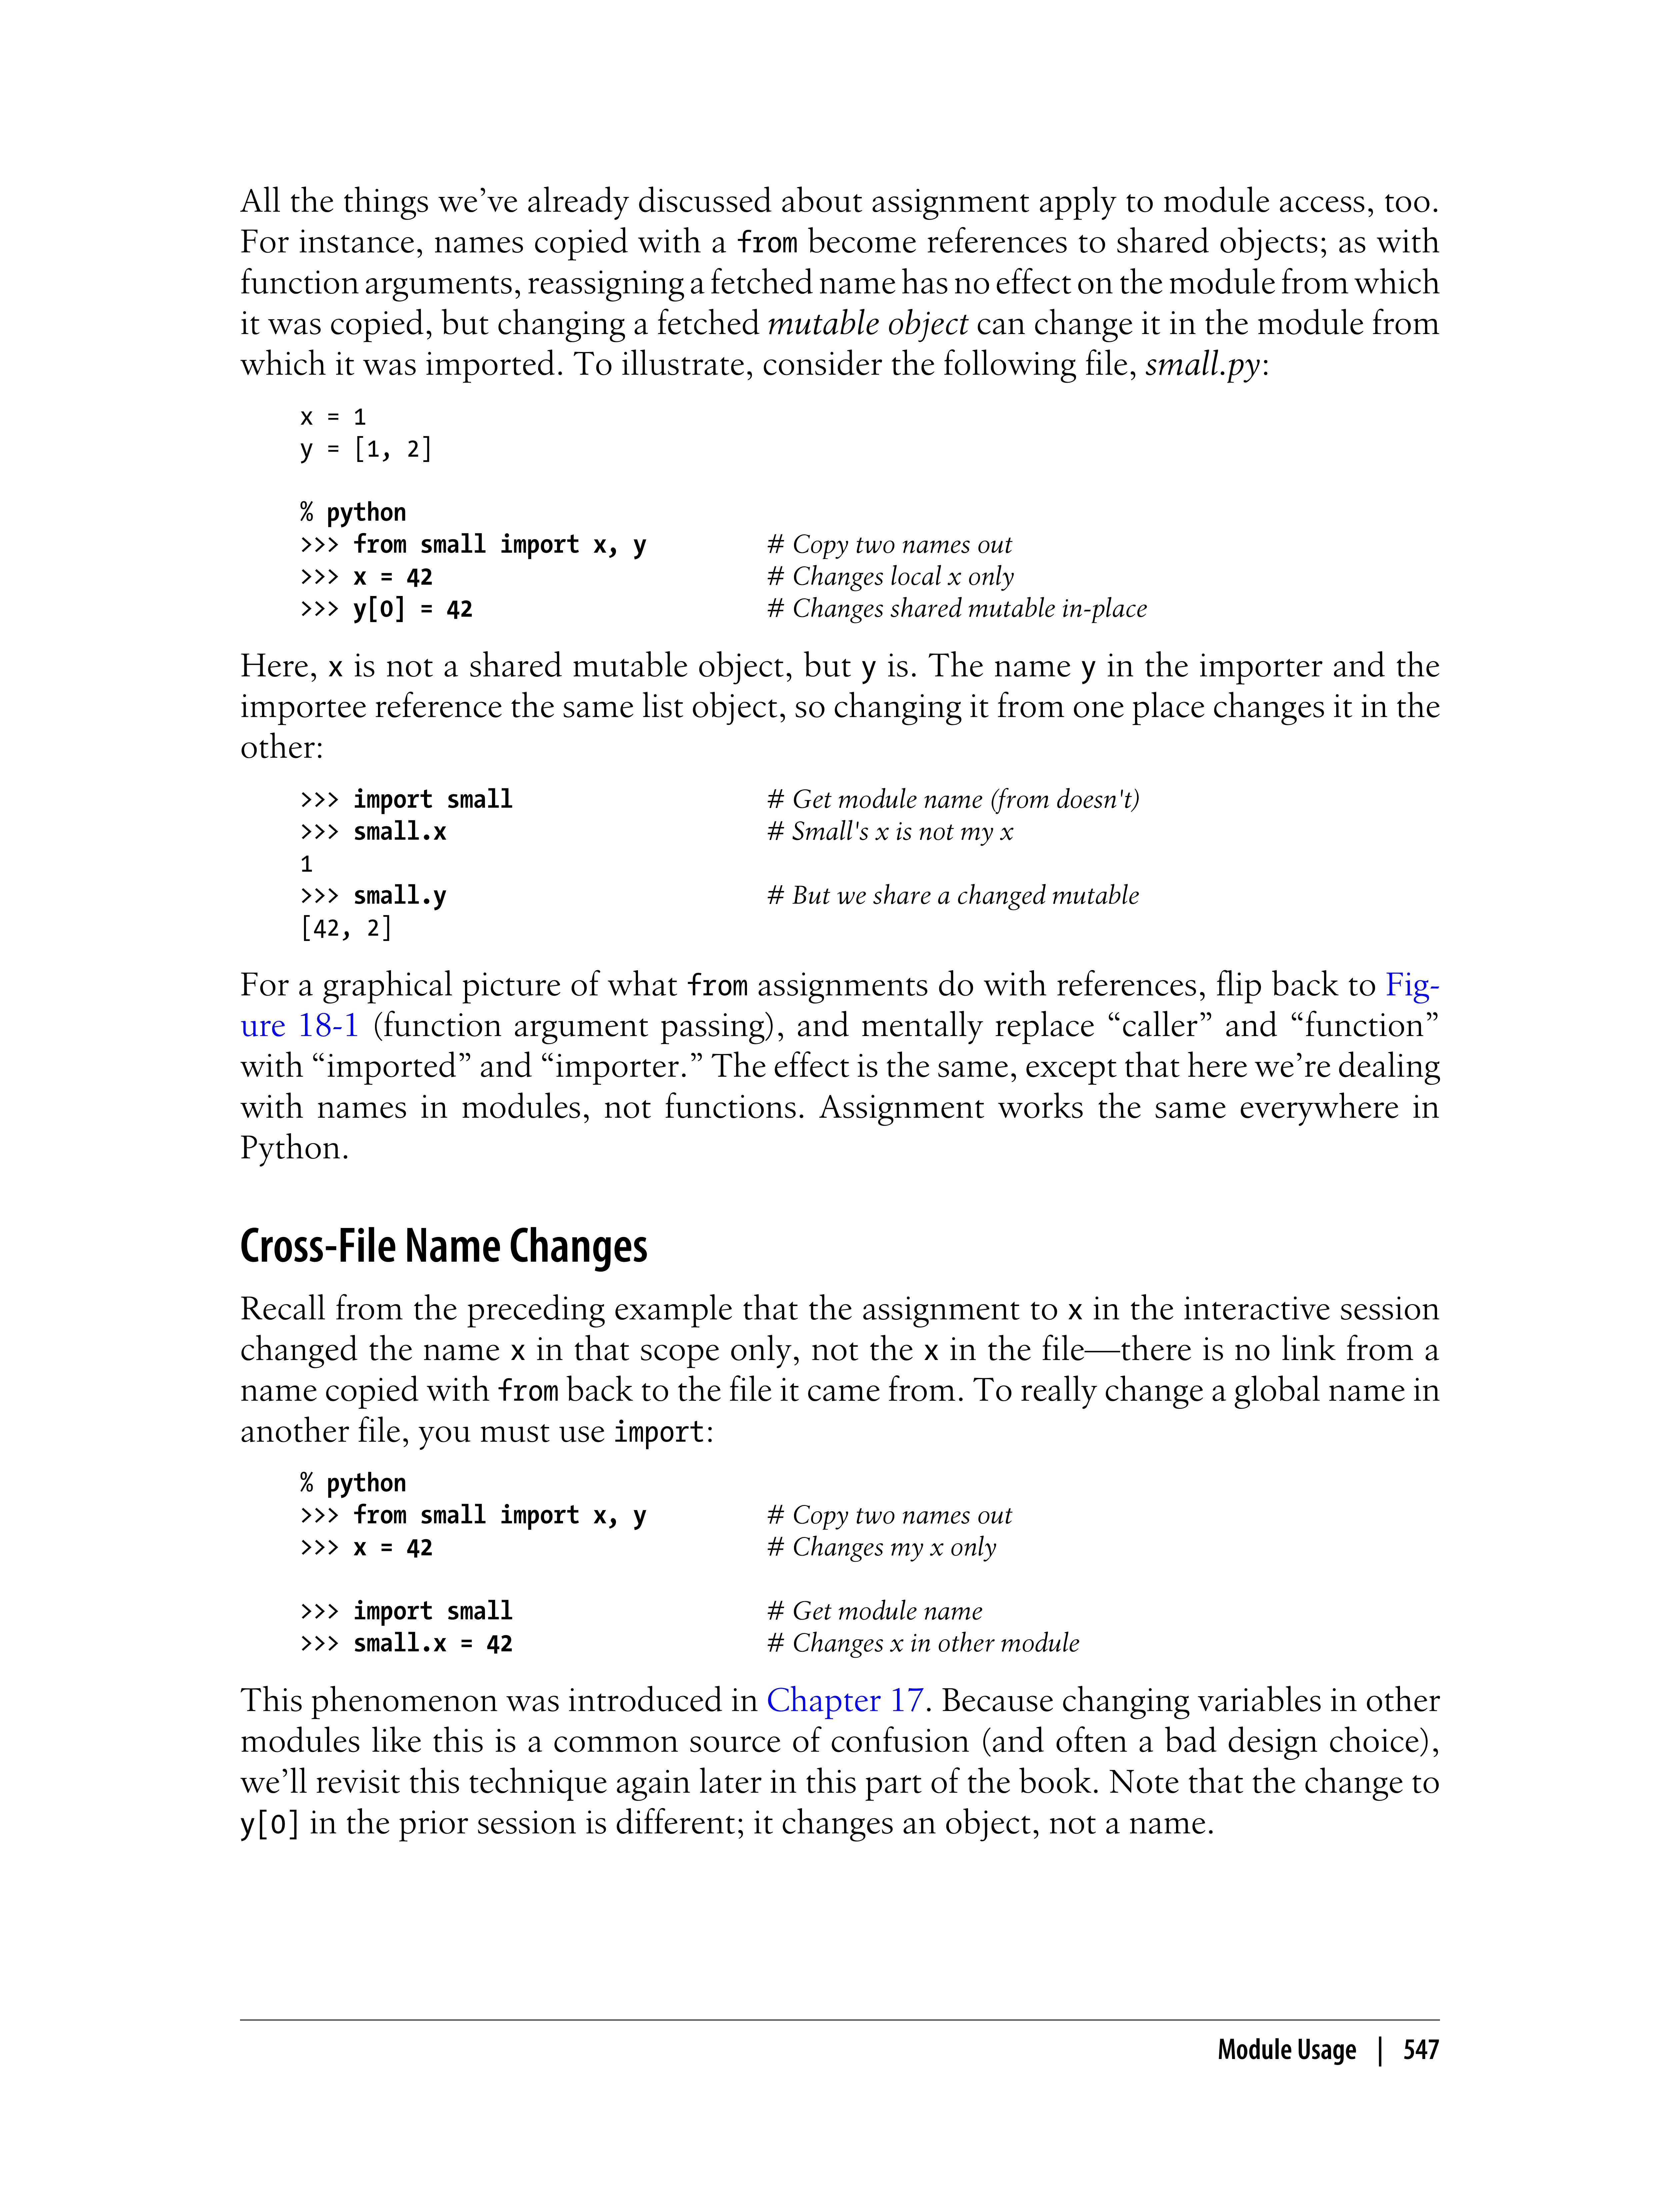 All the things we’ve already discussed about assignment apply to module access, too.
For instance, names copied with a from become references to shared objects; as with
function arguments, reassigning a fetched name has no effect on the module from which
it was copied, but changing a fetched mutable object can change it in the module from
which it was imported. To illustrate, consider the following file, small.py:
x = 1
y = [1, 2]
% python
>>> from small import x, y # Copy two names out
>>> x = 42 # Changes local x only
>>> y[0] = 42 # Changes shared mutable in-place
Here, x is not a shared mutable object, but y is. The name y in the importer and the
importee reference the same list object, so changing it from one place changes it in the
other:
>>> import small # Get module name (from doesn't)
>>> small.x # Small's x is not my x
1
>>> small.y # But we share a changed mutable
[42, 2]
For a graphical picture of what from assignments do with references, flip back to Fig-
ure 18-1 (function argument passing), and mentally replace “caller” and “function”
with “imported” and “importer.” The effect is the same, except that here we’re dealing
with names in modules, not functions. Assignment works the same everywhere in
Python.
Cross-File Name Changes
Recall from the preceding example that the assignment to x in the interactive session
changed the name x in that scope only, not the x in the file—there is no link from a
name copied with from back to the file it came from. To really change a global name in
another file, you must use import:
% python
>>> from small import x, y # Copy two names out
>>> x = 42 # Changes my x only
>>> import small # Get module name
>>> small.x = 42 # Changes x in other module
This phenomenon was introduced in Chapter 17. Because changing variables in other
modules like this is a common source of confusion (and often a bad design choice),
we’ll revisit this technique again later in this part of the book. Note that the change to
y[0] in the prior session is different; it changes an object, not a name.
Module Usage | 547